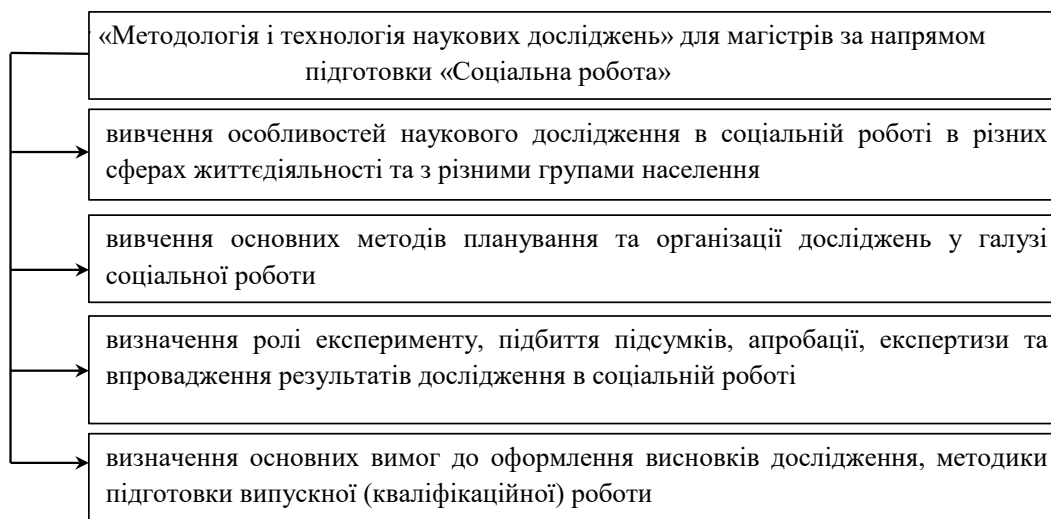 «Методологія і технологія наукових досліджень» для магістрів за напрямом
підготовки «Соціальна робота»
вивчення особливостей наукового дослідження в соціальній роботі в різних
сферах життєдіяльності та з різними групами населення
вивчення основних методів планування та організації досліджень у галузі
соціальної роботи
визначення ролі експерименту, підбиття підсумків, апробації, експертизи та
впровадження результатів дослідження в соціальній роботі
визначення основних вимог до оформлення висновків дослідження, методики
підготовки випускної (кваліфікаційної) роботи